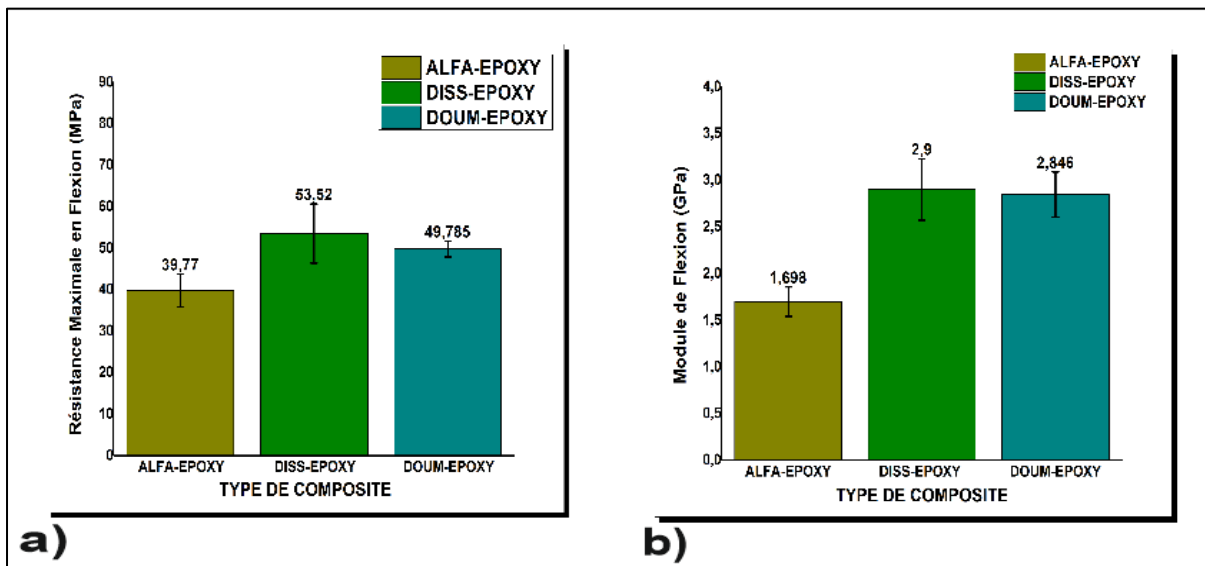 ALFA-EPOXY
DISS-EPOXY
DOUM-EPOXY
Résistance Maximale en Flexion (MPa)
90
80
70
60
50
40
30
20
10
0
39,77
53,52
49,785
ALFA-EPOXY DISS-EPOXY DOUM-EPOXY
TYPE DE COMPOSITE
a)
ALFA-EPOXY
DISS-EPOXY
DOUM-EPOXY
Module de Flexion (GPa)
4,0
3,5
3,0
2,5
2,0
1,5
1,0
0,5
0,0
1,698
2,9
2,846
ALFA-EPOXY DISS-EPOXY DOUM-EPOXY
TYPE DE COMPOSITE
b)